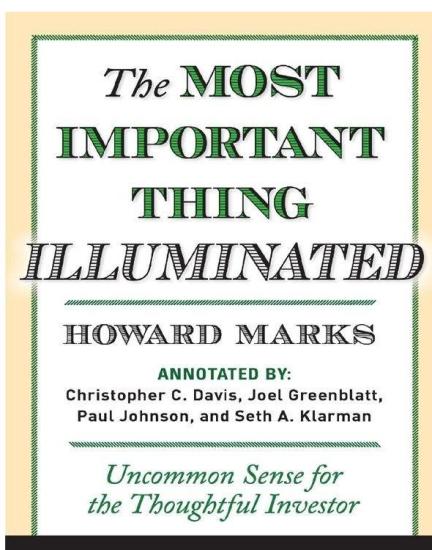 The MOST
IMPORTANT
THING
ILLUMINATED
HOWARD MARKS
ANNOTATED BY:
Christopher C. Davis, Joel Greenblatt,
Paul Johnson, and Seth A. Klarman
Uncommon Sense for
the Thoughtful Investor